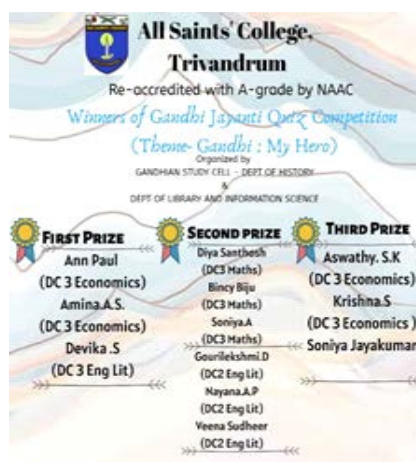 All Saints' College,
Trivandrum
Re-accredited with A-grade by NAAC
Winners of Gandhi Jayanti Quiz Competition
(Theme- Gandhi : My Hero)
Organized by
GANDHIAN STUDY CELL - DEPT OF HISTORY
&
DEPT OF LIBRARY AND INFORMATION SCIENCE
FIRST PRIZE
Ann Paul
(DC 3 Economics)
Amina.A.S.
(DC 3 Economics)
Devika .S
(DC 3 Eng Lit)
SECOND PRIZE
Diya Santhosh
(DC3 Maths)
Bincy Biju
(DC3 Maths)
Soniya.A
(DC3 Maths)
Gourilekshmi.D
(DC2 Eng Lit)
Nayana.A.P
(DC2 Eng Lit)
Veena Sudheer
(DC2 Eng Lit)
THIRD PRIZE
Aswathy. S.K
(DC 3 Economics)
Krishna.S
(DC 3 Economics )
Soniya Jayakumar